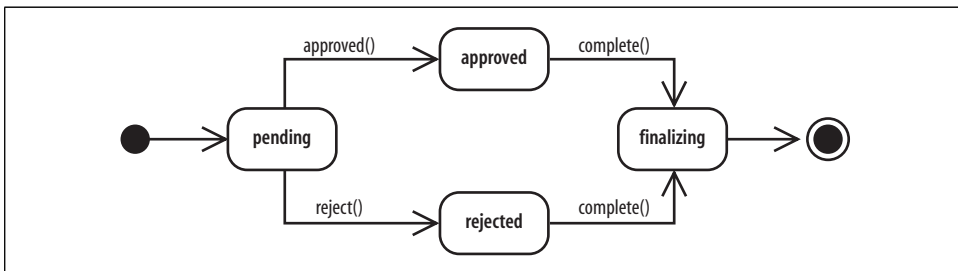 approved()
approved
complete()
pending
finalizing
reject()
rejected
complete()